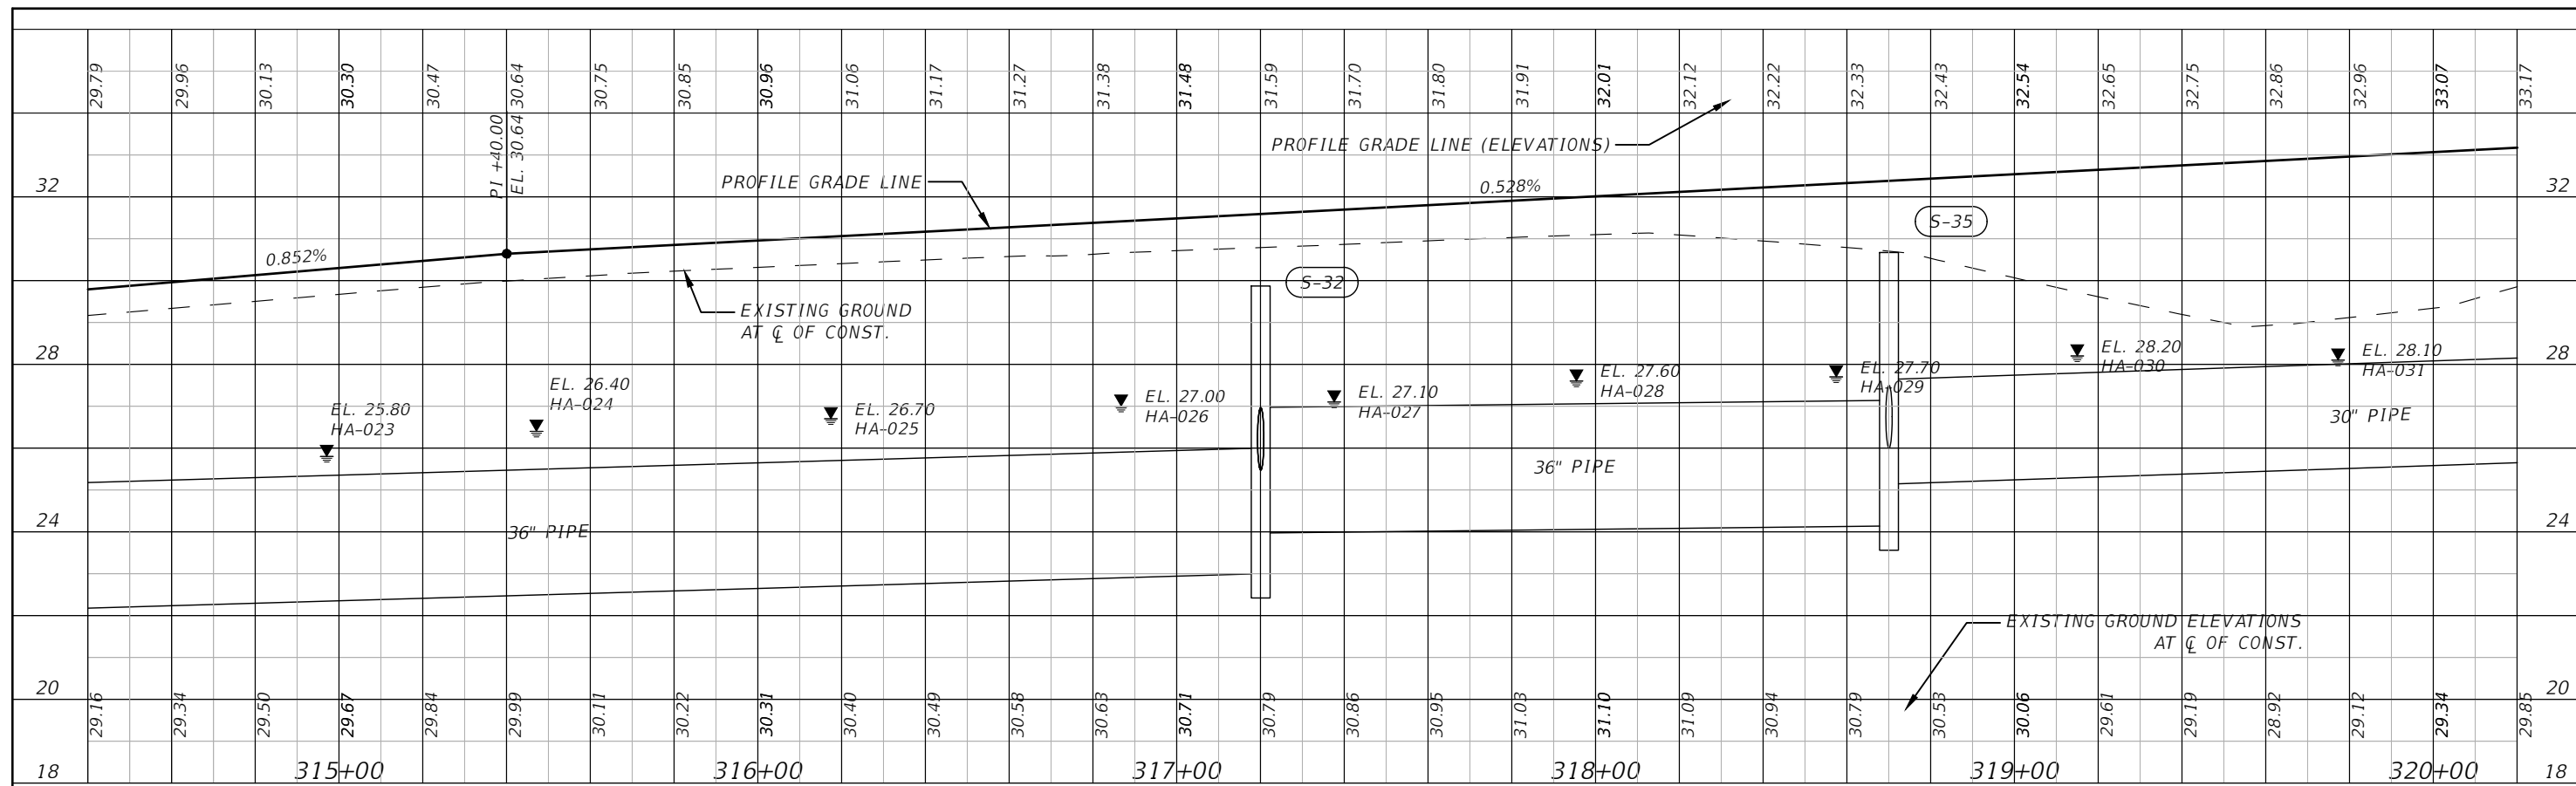 29.79 29.96 30.13 30.30 30.47 30.64 30.75 30.85 30.96 31.06 31.17 31.27 31.38 31.48 31.59 31.70 31.80 31.91 32.01 32.12 32.22 32.33 32.43 32.54 32.65 32.75 32.86 32.96 33.07 33.17
PI +40.00
EL. 30.64
PROFILE GRADE LINE (ELEVATIONS)
32
PROFILE GRADE LINE
0.528%
32
S-35
0.852%
S-32
EXISTING GROUND
AT ℄ OF CONST.
28
28
EL. 25.80
HA-023
EL. 26.40
HA-024
EL. 26.70
HA-025
EL. 27.00
HA-026
EL. 27.10
HA-027
EL. 27.60
HA-028
EL. 27.70
HA-029
EL. 28.20
HA-030
EL. 28.10
HA-031
30" PIPE
36" PIPE
24
36" PIPE
24
EXISTING GROUND ELEVATIONS
AT ℄ OF CONST.
20
20
29.16 29.34 29.50 29.67 29.84 29.99 30.11 30.22 30.31 30.40 30.49 30.58 30.63 30.71 30.79 30.86 30.95 31.03 31.10 31.09 30.94 30.79 30.53 30.06 29.61 29.19 28.92 29.12 29.34 29.85
18 315+00 316+00 317+00 318+00 319+00 320+00 18